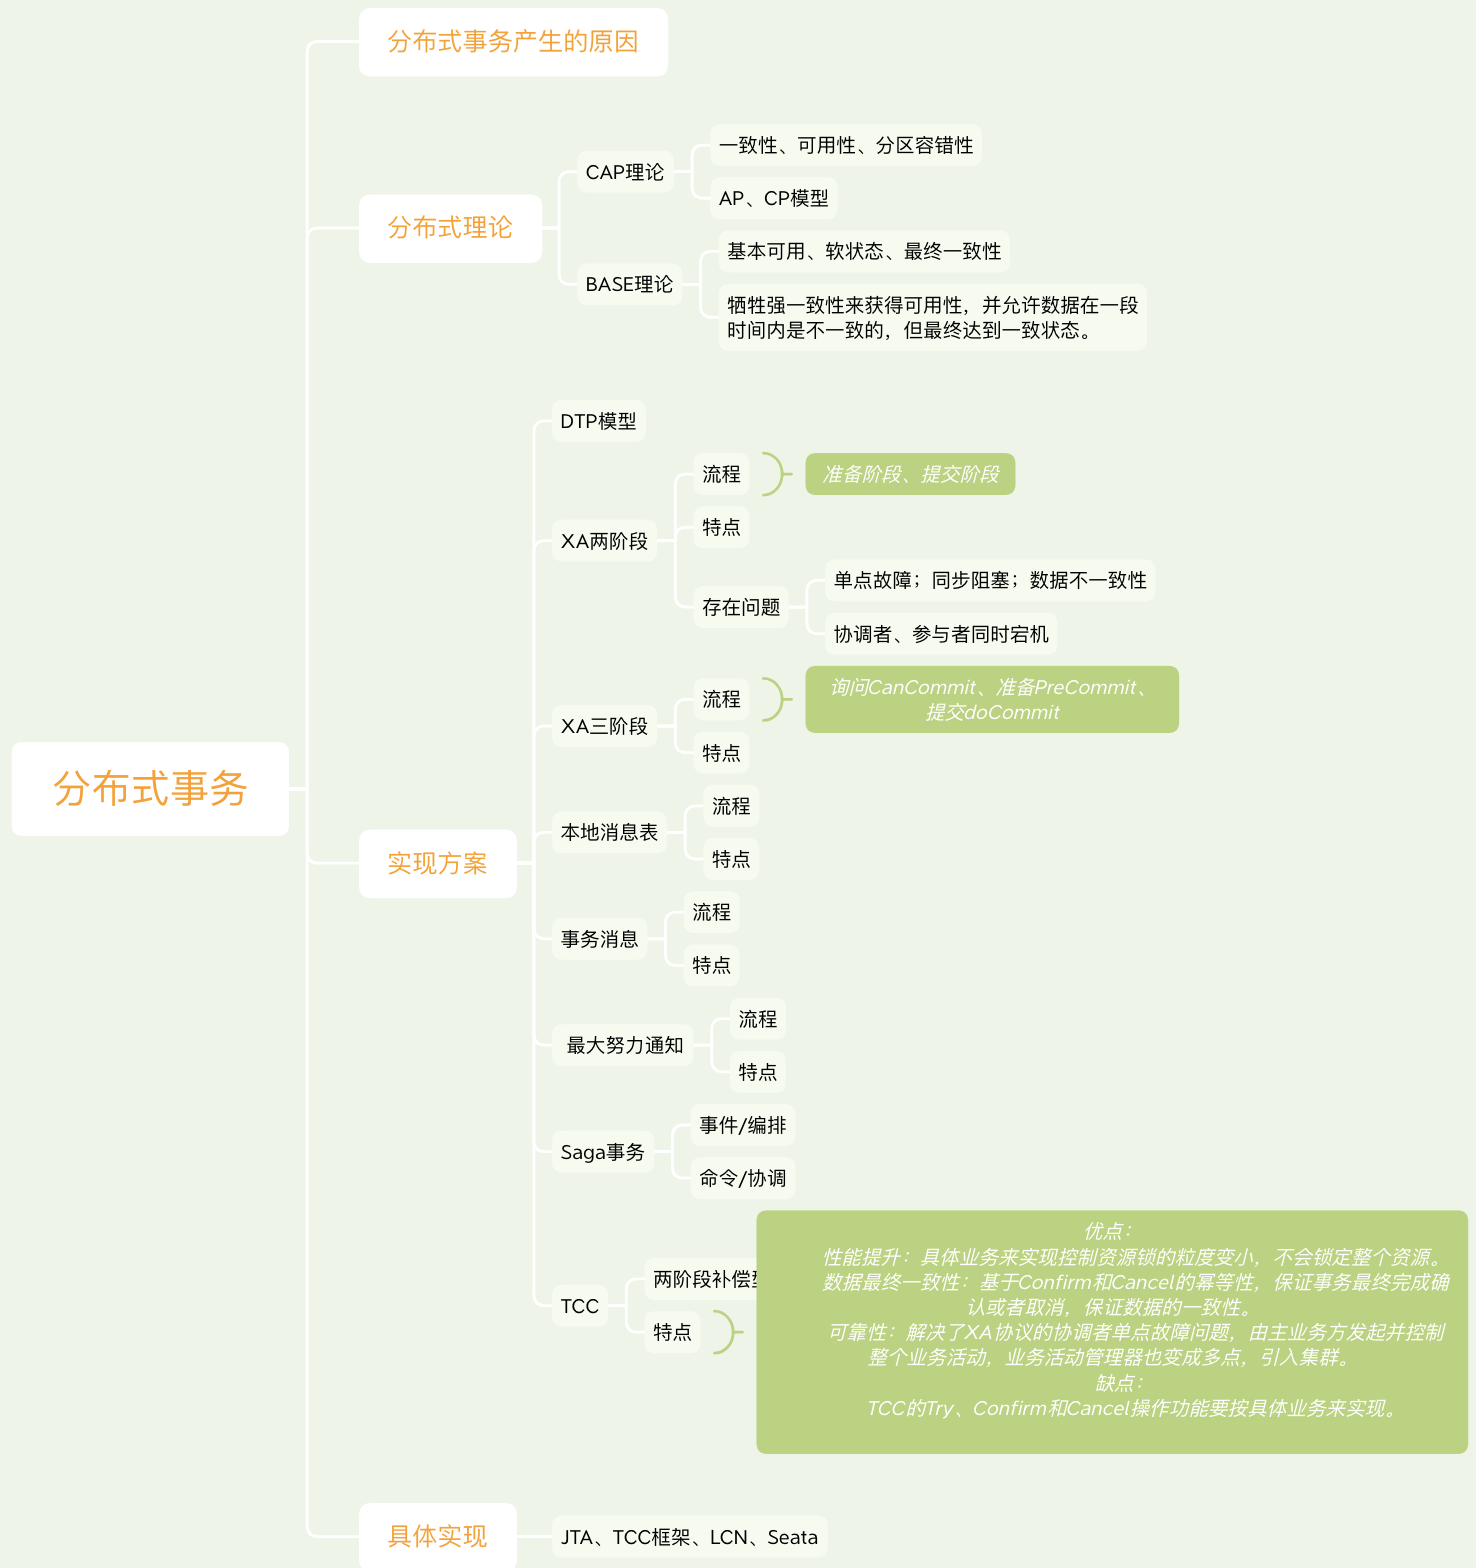 分布式事务产生的原因
一致性、可用性、分区容错性
CAP理论
AP、CP模型
分布式理论
基本可用、软状态、最终一致性
BASE理论
牺牲强一致性来获得可用性，并允许数据在一段
时间内是不一致的，但最终达到一致状态。
DTP模型
流程
准备阶段、提交阶段
特点
XA两阶段
单点故障；同步阻塞；数据不一致性
存在问题
协调者、参与者同时宕机
询问CanCommit、准备PreCommit、
提交doCommit
流程
XA三阶段
特点
分布式事务
流程
本地消息表
特点
实现方案
流程
事务消息
特点
流程
最大努力通知
特点
事件/编排
Saga事务
命令/协调
两阶段补偿
TCC
特点
优点：
性能提升：具体业务来实现控制资源锁的粒度变小，不会锁定整个资源。
数据最终一致性：基于Confirm和Cancel的幂等性，保证事务最终完成确
认或者取消，保证数据的一致性。
可靠性：解决了XA协议的协调者单点故障问题，由主业务方发起并控制
整个业务活动，业务活动管理器也变成多点，引入集群。
缺点：
TCC的Try、Confirm和Cancel操作功能要按具体业务来实现。
具体实现
JTA、TCC框架、LCN、Seata